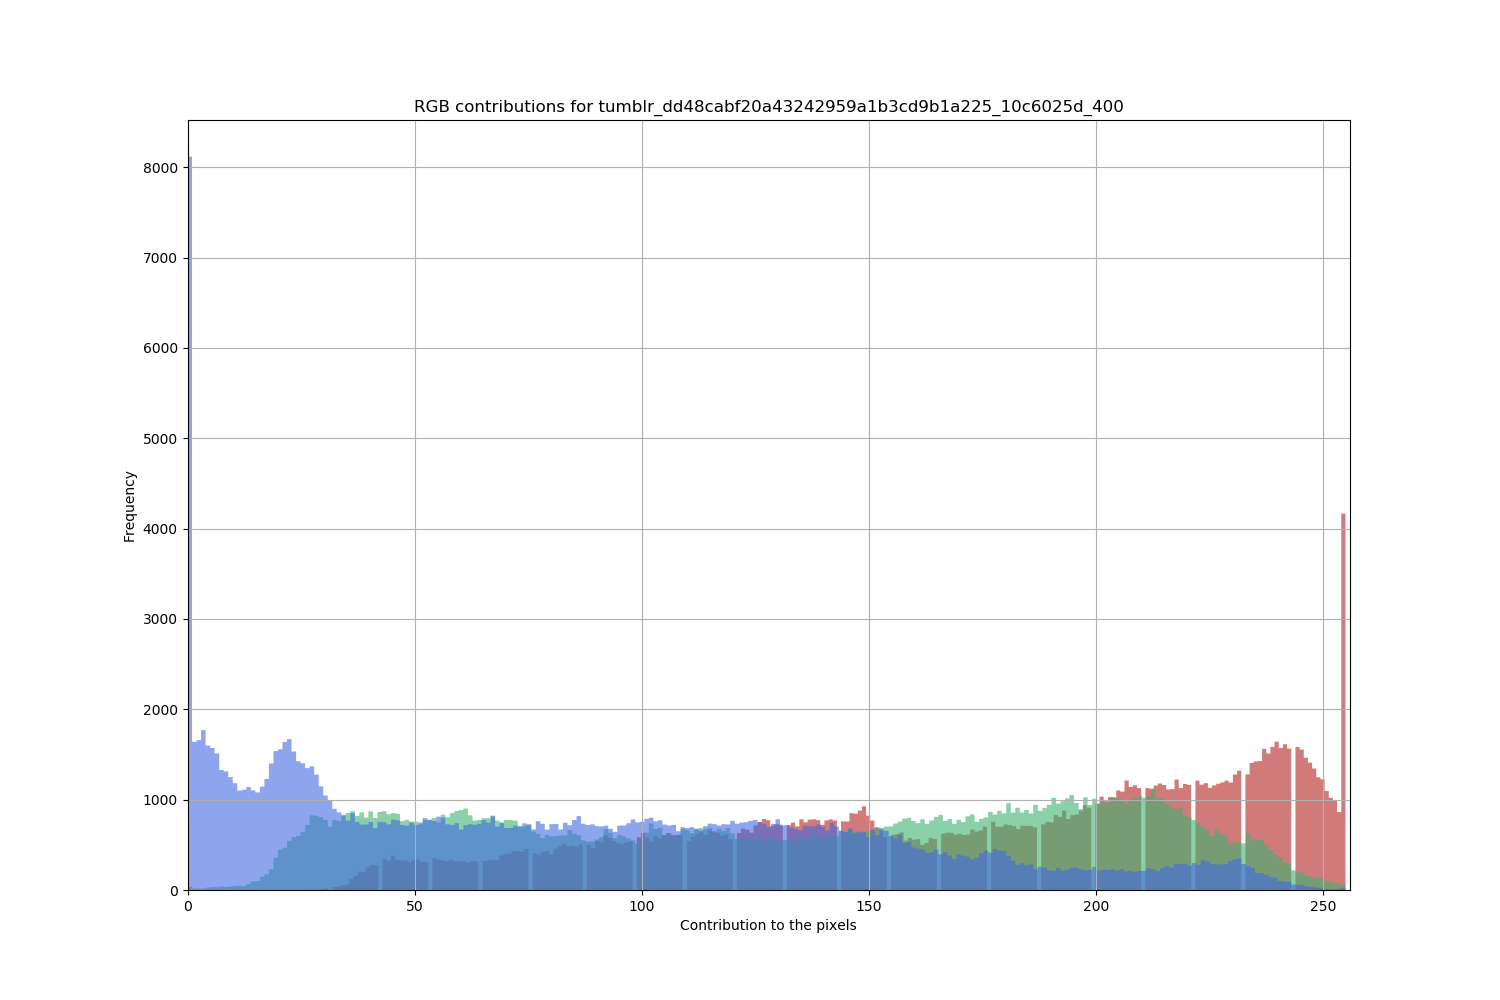 RGB contributions for tumblr_dd48cabf20a43242959a1b3cd9b1a225_10c6025d_400
8000
7000
6000
5000
4000
3000
2000
1000
0
Frequency
0 50 100 150 200 250
Contribution to the pixels